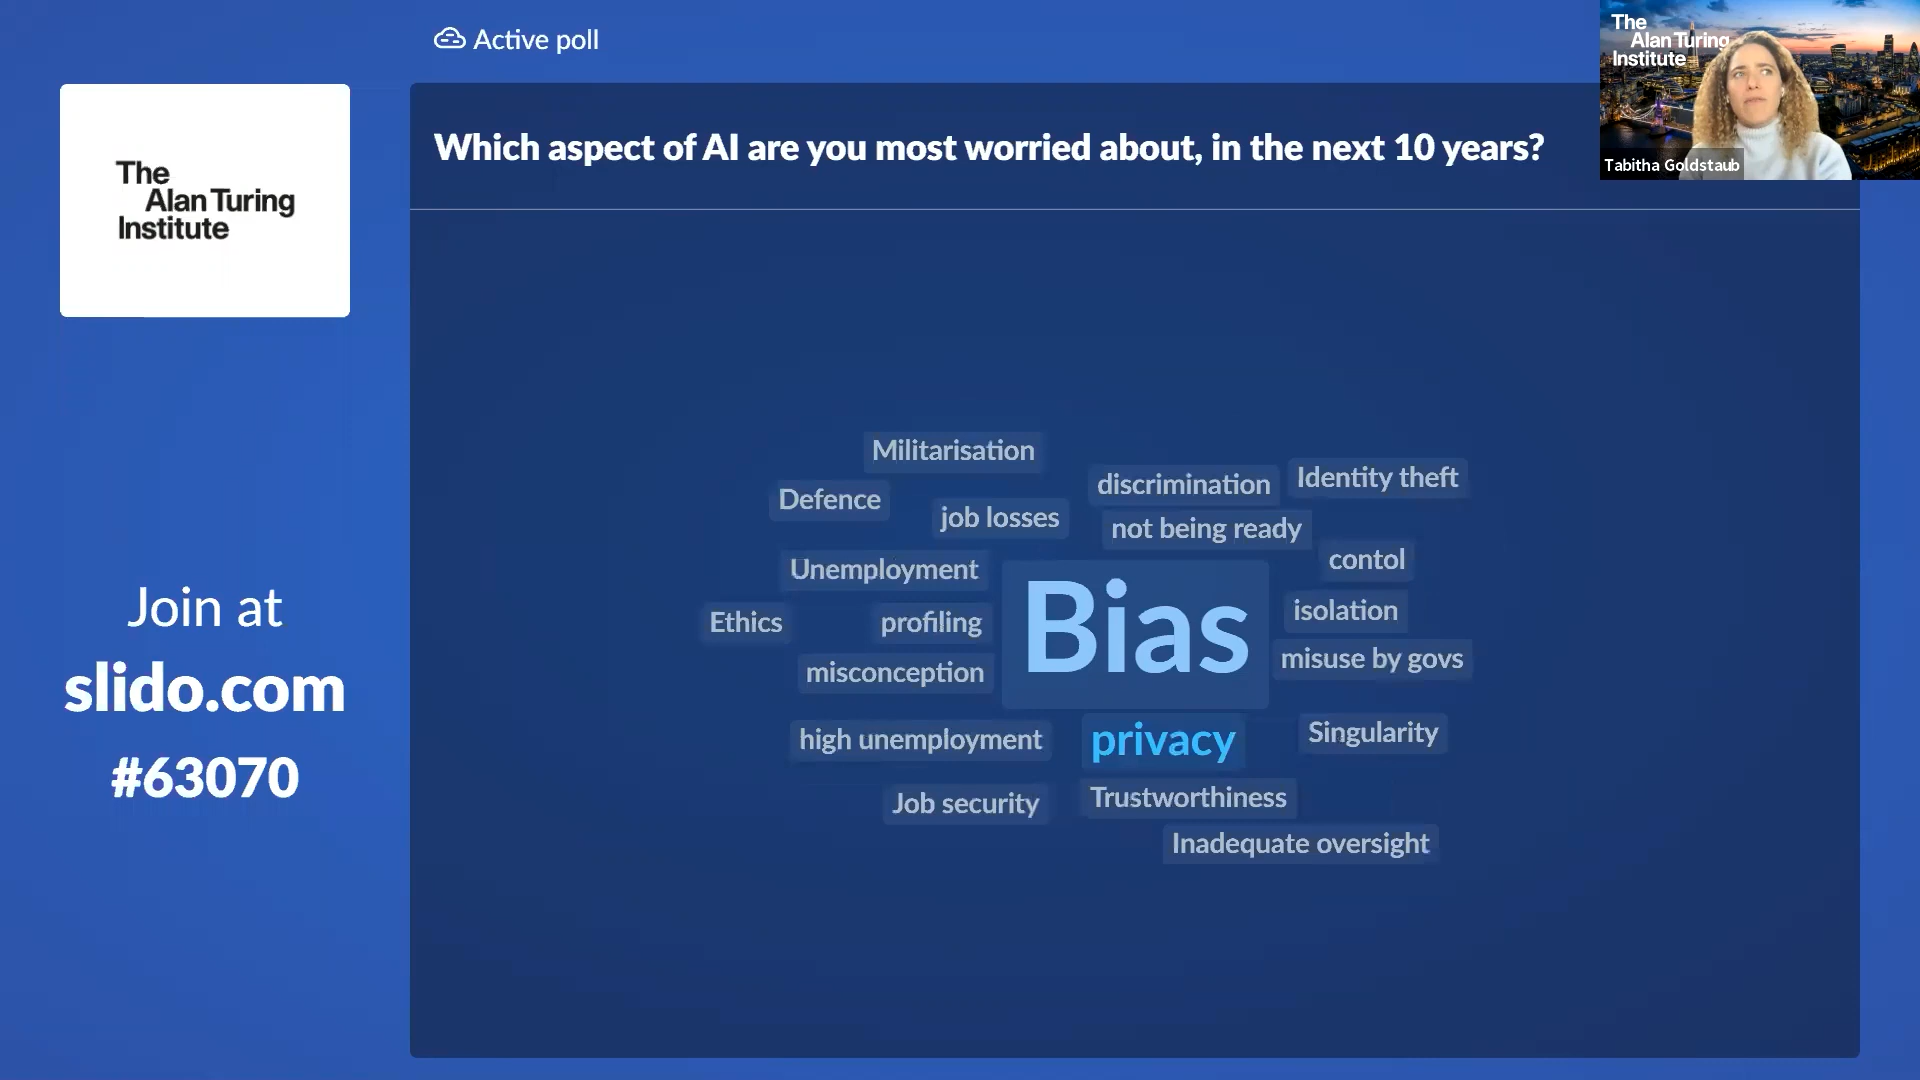 Active poll
The
Alan Turing
Institute
Which aspect of AI are you most worried about, in the next 10 years?
The
Alan Turing
Institute
Tabitha Goldstaub
Militarisation
discrimination
Identity theft
Defence
job losses
not being ready
contol
Unemployment
Bias
isolation
Ethics
profiling
misuse by govs
misconception
high unemployment
privacy
Singularity
Job security
Trustworthiness
Inadequate oversight
Join at
slido.com
#63070